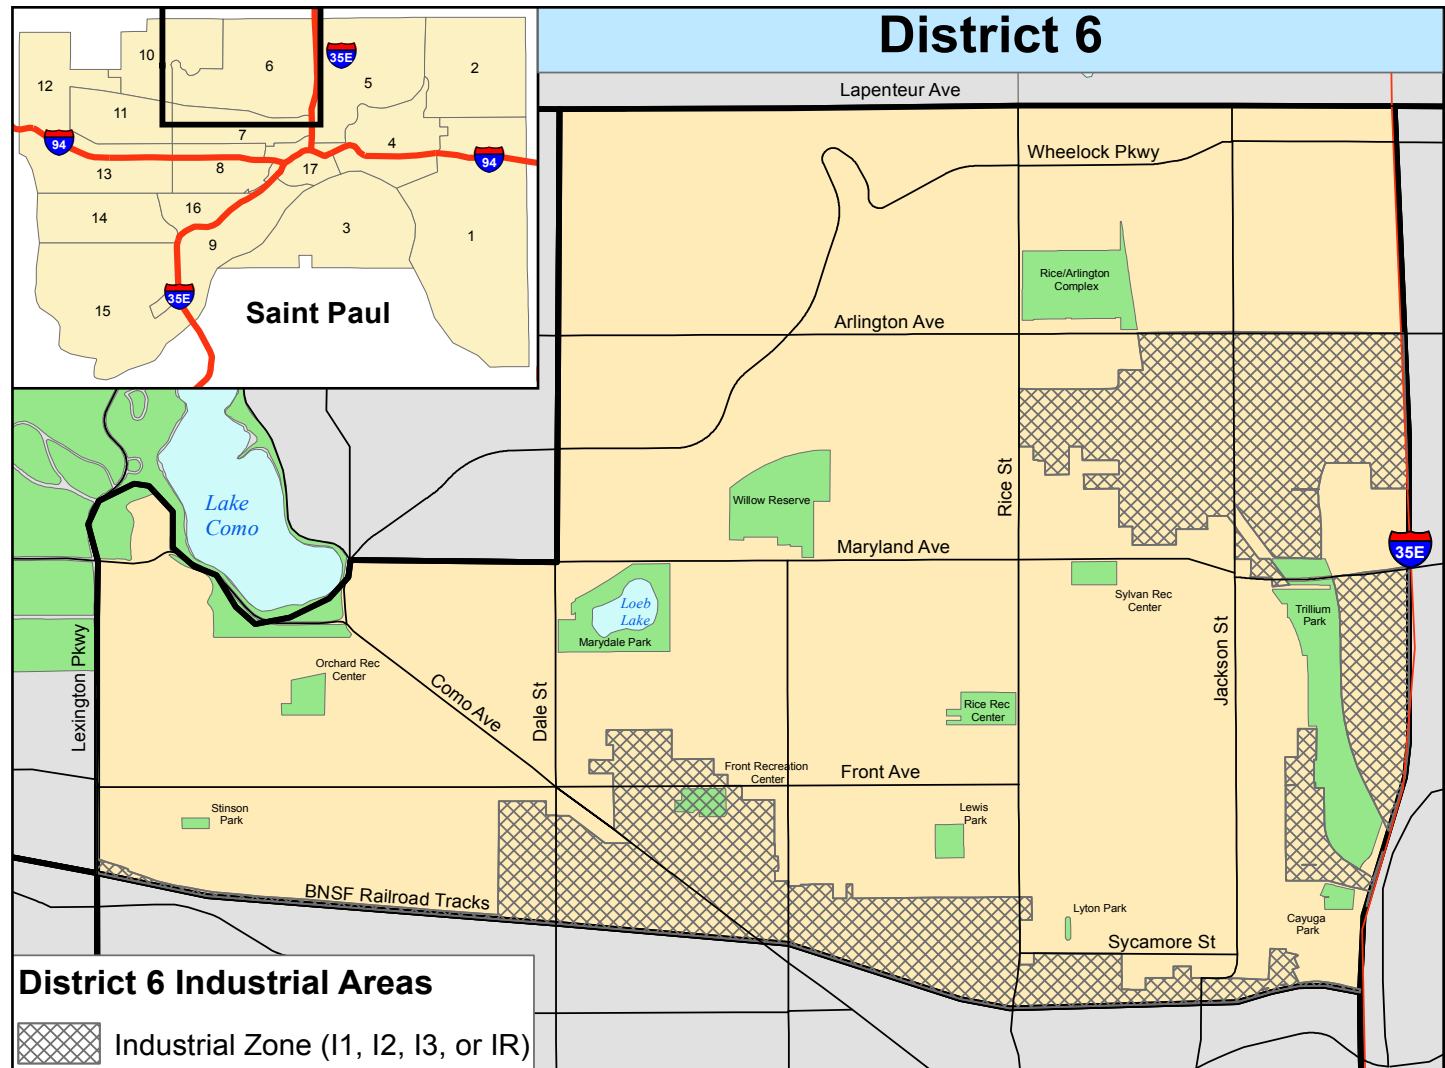 District 6
35E
10
6
5
2
12
11
7
4
94
94
13
8
17
14
16
9
3
1
15
35E
Saint Paul
Lapenteur Ave
Wheelock Pkwy
Rice/Arlington
Complex
Arlington Ave
Lake
Como
Willow Reserve
Rice St
Maryland Ave
35E
Loeb
Lake
Marydale Park
Sylvan Rec
Center
Trillium
Park
Lexington Pkwy
Orchard Rec
Center
Como Ave
Dale St
Rice Rec
Center
Jackson St
Front Recreation
Center
Front Ave
Stinson
Park
Lewis
Park
BNSF Railroad Tracks
Lyton Park
Cayuga
Park
Sycamore St
District 6 Industrial Areas
Industrial Zone (I1, I2, I3, or IR)